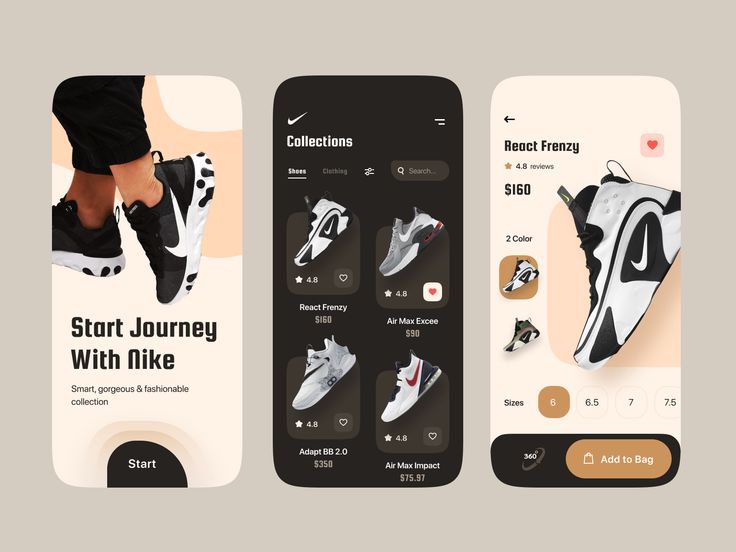 Start Journey
With Nike
Smart, gorgeous & fashionable
collection
Start
Collections
Shoes
Clothing
Search...
4.8
React Frenzy
$160
4.8
Air Max Excee
$90
4.8
Adapt BB 2.0
$350
4.8
Air Max Impact
$75.97
React Frenzy
4.8 reviews
$160
2 Color
Sizes
6
6.5
7
7.5
360°
Add to Bag